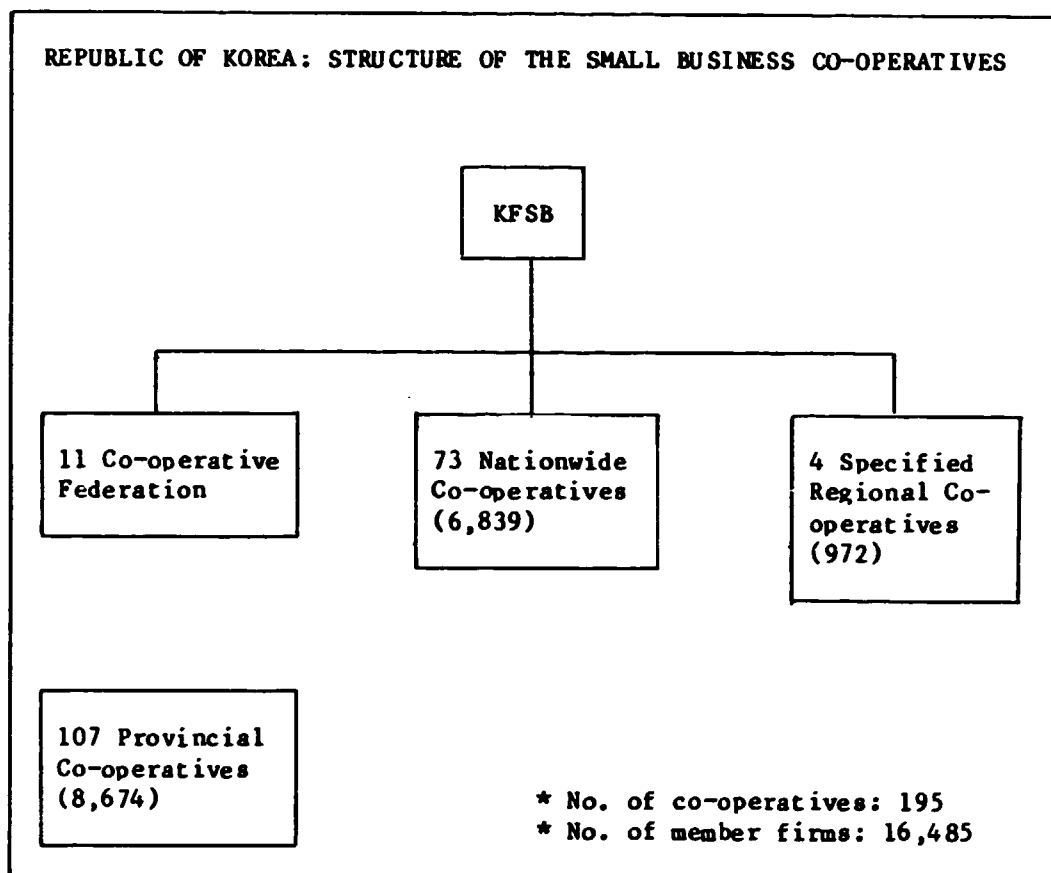 REPUBLIC OF KOREA: STRUCTURE OF THE SMALL BUSINESS CO-OPERATIVES
KFSB
11 Co-operative
Federation
73 Nationwide
Co-operatives
(6,839)
4 Specified
Regional Co-
operatives
(972)
107 Provincial
Co-operatives
(8,674)
* No. of co-operatives: 195
* No. of member firms: 16,485